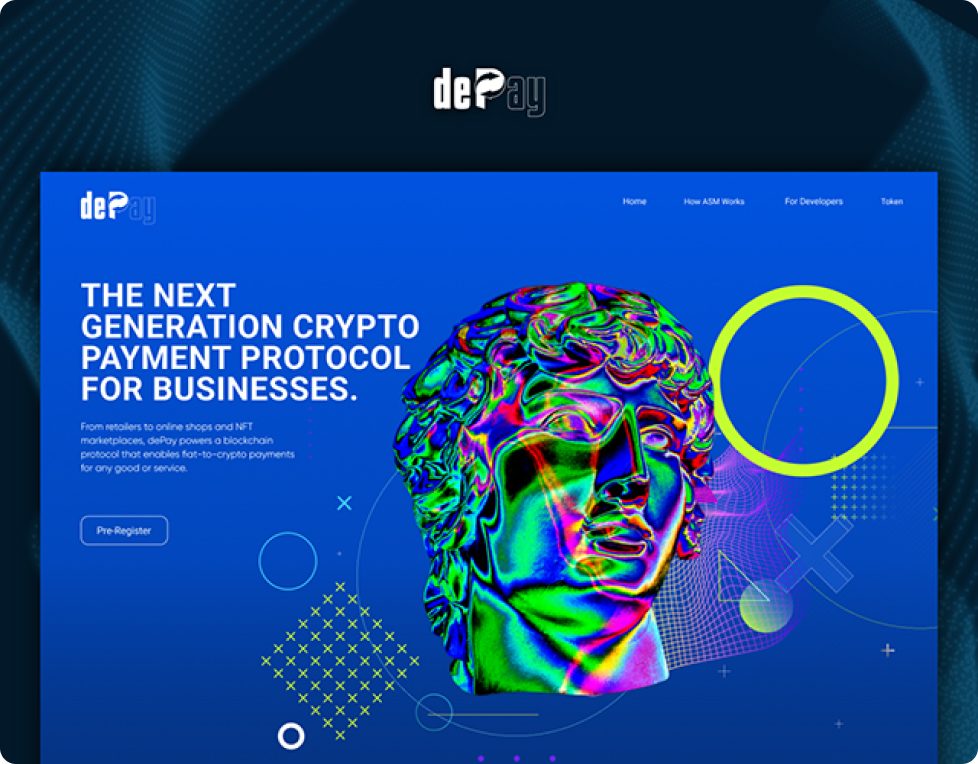 dePay
dePay
Home How ASM Works For Developers Token
THE NEXT
GENERATION CRYPTO
PAYMENT PROTOCOL
FOR BUSINESSES.
From retailers to online shops and NFT
marketplaces, dePay powers a blockchain
protocol that enables fiat-to-crypto payments
for any good or service.
Pre-Register